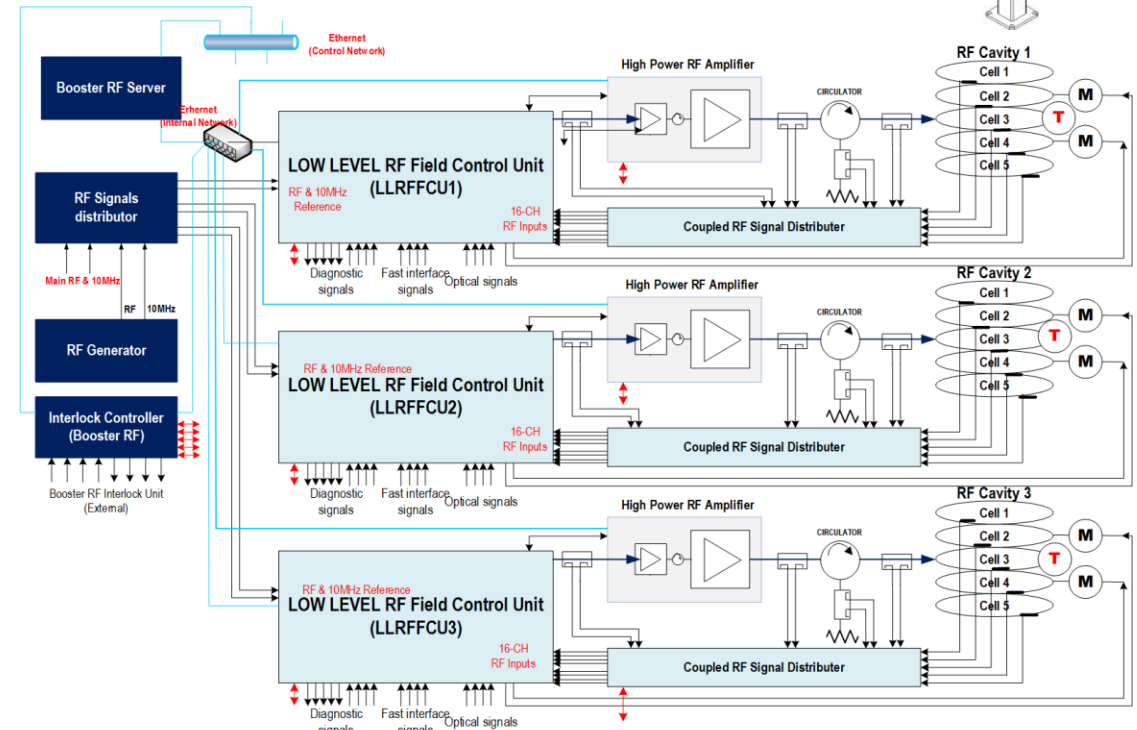 Ethernet
(Control Network)
Booster RF Server
Erhernet
(Internal Network)
RF Signals
distributor
Main RF & 10MHz
RF
10MHz
RF Generator
Interlock Controller
(Booster RF)
Booster RF Interlock Unit
(External)
High Power RF Amplifier
CIRCULATOR
RF Cavity 1
Cell 1
Cell 2
Cell 3
Cell 4
Cell 5
M
T
M
LOW LEVEL RF Field Control Unit
(LLRFFCU1)
RF & 10MHz
Reference
16-CH
RF Inputs
Coupled RF Signal Distributer
Diagnostic
signals
Fast interface
signals
Optical signals
High Power RF Amplifier
CIRCULATOR
RF Cavity 2
Cell 1
Cell 2
Cell 3
Cell 4
Cell 5
M
T
M
RF & 10MHz Reference
LOW LEVEL RF Field Control Unit
(LLRFFCU2)
16-CH
RF Inputs
Coupled RF Signal Distributer
Diagnostic
signals
Fast interface
signals
Optical signals
High Power RF Amplifier
CIRCULATOR
RF Cavity 3
Cell 1
Cell 2
Cell 3
Cell 4
Cell 5
M
T
M
RF & 10MHz Reference
LOW LEVEL RF Field Control Unit
(LLRFFCU3)
16-CH
RF Inputs
Coupled RF Signal Distributer
Diagnostic
signals
Fast interface
signals
Optical signals